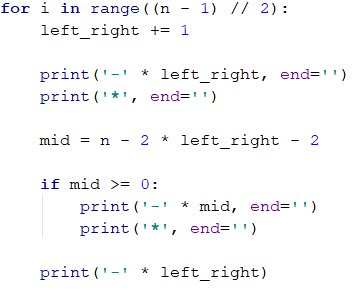 for i in range((n - 1) // 2):
    left_right += 1
    print('-' * left_right, end='')
    print('*', end='')
    mid = n - 2 * left_right - 2
    if mid >= 0:
        print('-' * mid, end='')
        print('*', end='')
    print('-' * left_right)